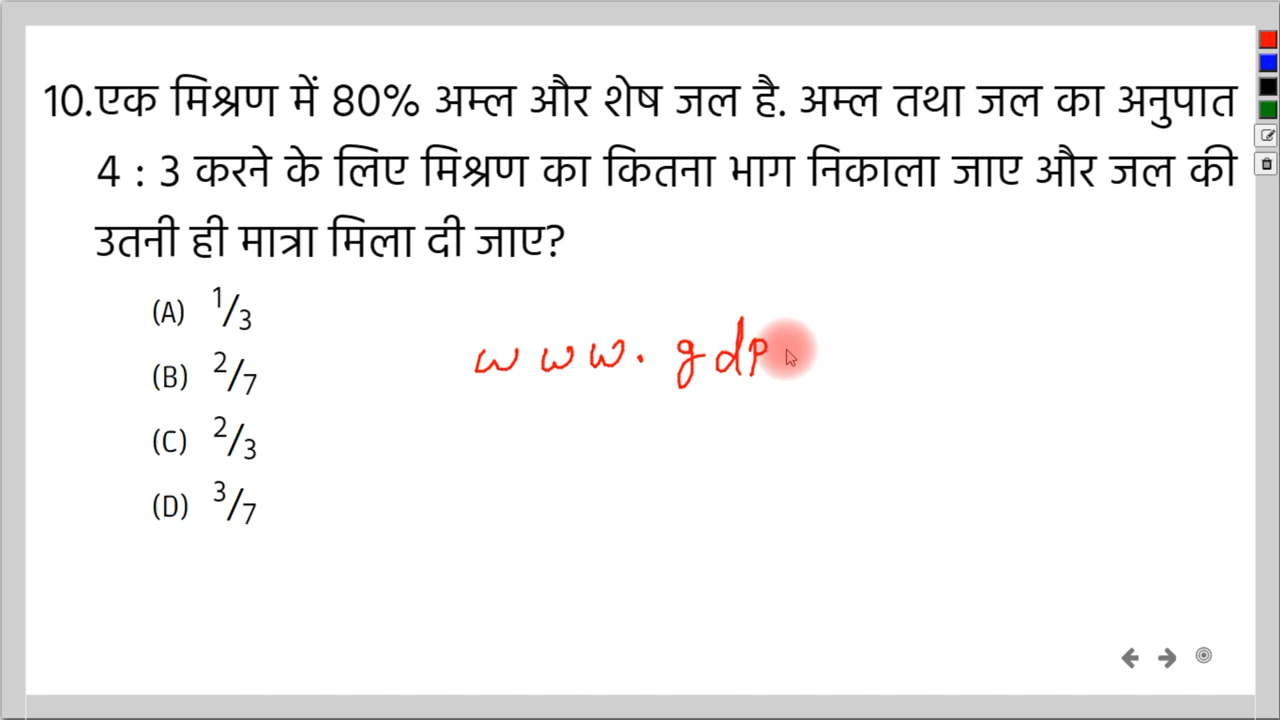 10.एक मिश्रण में 80% अम्ल और शेष जल है. अम्ल तथा जल का अनुपात
4 : 3 करने के लिए मिश्रण का कितना भाग निकाला जाए और जल की
उतनी ही मात्रा मिला दी जाए?
(A) 1/3
(B) 2/7
(C) 2/3
(D) 3/7
www. gdp